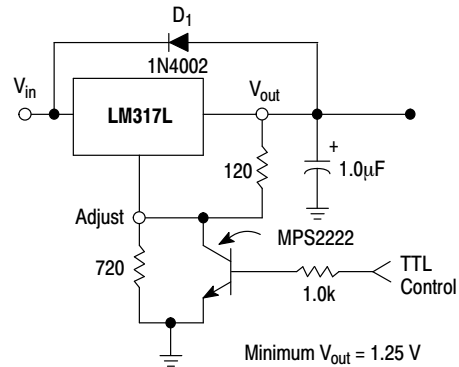 D1
1N4002
Vin
Vout
LM317L
+
120
1.0µF
Adjust
MPS2222
720
TTL
Control
1.0k
Minimum Vout = 1.25 V